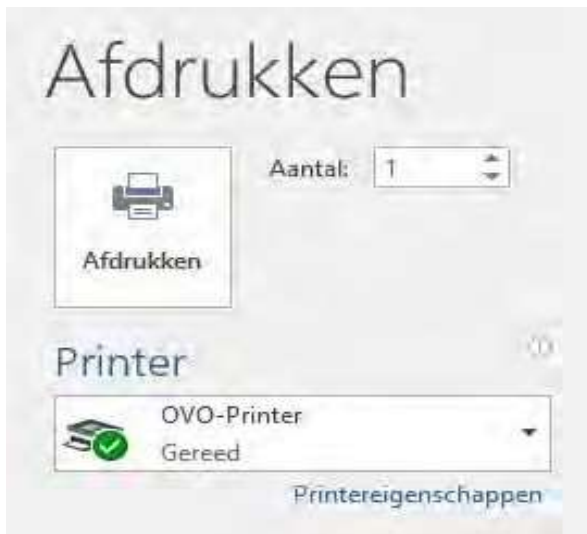 Afdrukken
Aantal: 1
Afdrukken
Printer
OVO-Printer
Gereed
Printereigenschappen